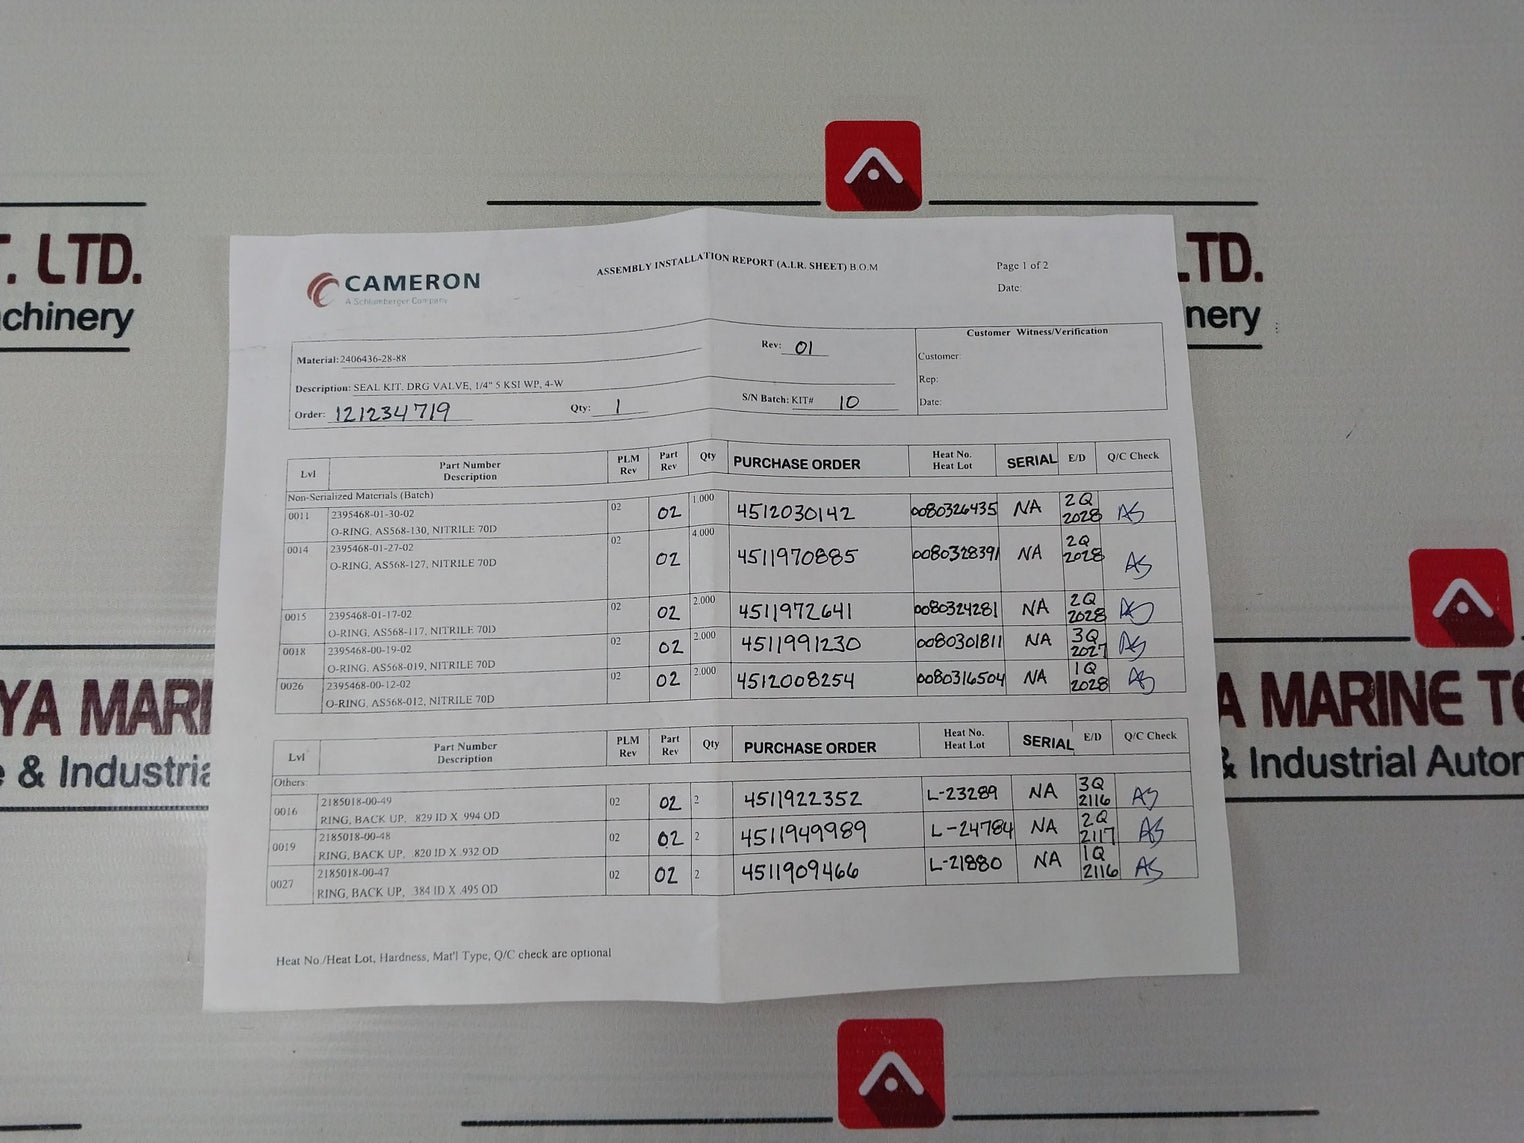 T. LTD.
chinery
LTD.
nery
CAMERON
A Schlumberger Company
ASSEMBLY INSTALLATION REPORT (A.I.R. SHEET) B.O.M
Page 1 of 2
Date:
Material: 2406436-28-88
Rev: 01
Customer Witness/Verification
Customer:
Description: SEAL KIT, DRG VALVE, 1/4" 5 KSI WP, 4-W
Rep:
Order: 121234719 Qty: 1 S/N Batch: KIT# 10
Date:
Lvl Part Number Description PLM Rev Part Rev Qty PURCHASE ORDER Heat No. Heat Lot SERIAL E/D Q/C Check
Non-Serialized Materials (Batch)
0011 2395468-01-30-02 02 02 1.000 4512030142 0080326435 NA 2Q 2028 AS
O-RING, AS568-130, NITRILE 70D
0014 2395468-01-27-02 02 02 4.000 4511970885 0080328391 NA 2Q 2028 AS
O-RING, AS568-127, NITRILE 70D
0015 2395468-01-17-02 02 02 2.000 4511972641 0080324281 NA 2Q 2028 AS
O-RING, AS568-117, NITRILE 70D
0018 2395468-00-19-02 02 02 2.000 4511991230 0080301811 NA 3Q 2027 AS
O-RING, AS568-019, NITRILE 70D
0026 2395468-00-12-02 02 02 2.000 4512008254 0080316504 NA 1Q 2028 AS
O-RING, AS568-012, NITRILE 70D
Lvl Part Number Description PLM Rev Part Rev Qty PURCHASE ORDER Heat No. Heat Lot SERIAL E/D Q/C Check
Others:
0016 2185018-00-49 02 02 2 4511922352 L-23289 NA 3Q 2116 AS
RING, BACK UP, .829 ID X .994 OD
0019 2185018-00-48 02 02 2 4511949989 L-24784 NA 2Q 2117 AS
RING, BACK UP, .820 ID X .932 OD
0027 2185018-00-47 02 02 2 4511909466 L-21880 NA 1Q 2116 AS
RING, BACK UP, .384 ID X .495 OD
Heat No./Heat Lot, Hardness, Mat'l Type, Q/C check are optional
YA MARI
e & Industria
A MARINE TE
& Industrial Autom